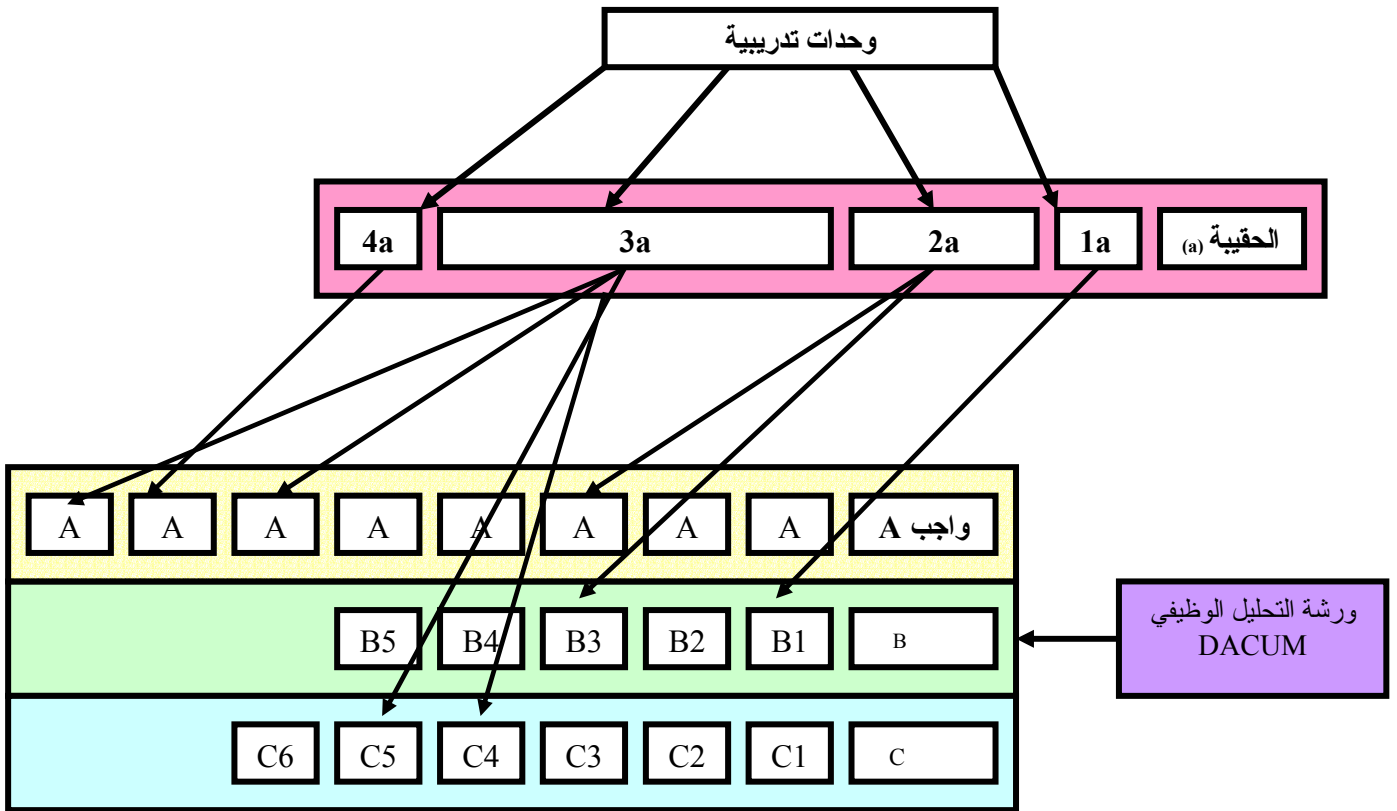 وحدات تدريبية
الحقيبة (a)
1a
2a
3a
4a
واجب A
A
A
A
A
A
A
A
A
B
B1
B2
B3
B4
B5
ورشة التحليل الوظيفي
DACUM
C
C1
C2
C3
C4
C5
C6